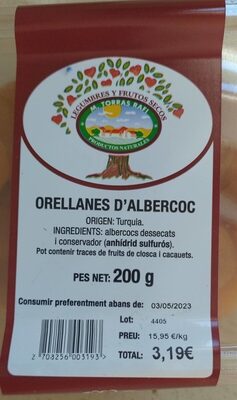 LEGUMBRES Y FRUTOS SECOS
M. TORRAS RAFI
PRODUCTOS NATURALES
ORELLANES D'ALBERCOC
ORIGEN: Turquia.
INGREDIENTS: albercocs dessecats
i conservador (anhídrid sulfurós).
Pot contenir traces de fruits de closca i cacauets.
PES NET: 200 g
Consumir preferentment abans de: 03/05/2023
Lot: 4405
PREU: 15,95 €/kg
TOTAL: 3,19€
2 708256 003193